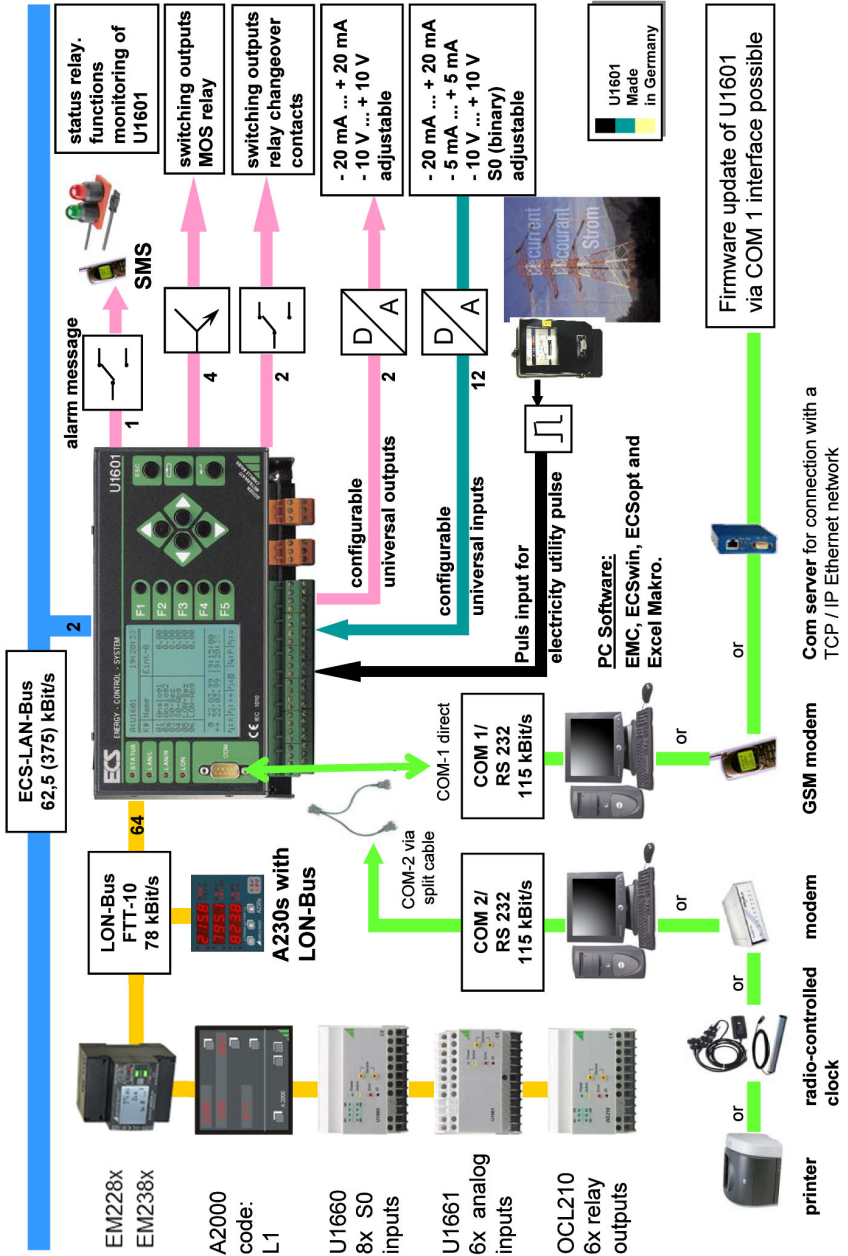 ECS-LAN-Bus
62,5 (375) kBit/s
2
LON-Bus
FTT-10
78 kBit/s
64
A230s with
LON-Bus
EM228x
EM238x
A2000
code:
L1
U1660
8x S0
inputs
U1661
6x analog
inputs
OCL210
6x relay
outputs
ECS
ENERGY - CONTROL - SYSTEM
U1601
STATUS
LAN/L
LAN/R
LON
COM
F1
F2
F3
F4
F5
ESC
IEC 1010
alarm message
1
SMS
status relay.
functions
monitoring of
U1601
4
switching outputs
MOS relay
2
switching outputs
relay changeover
contacts
configurable
universal outputs
2
D
A
- 20 mA ... + 20 mA
- 10 V ... + 10 V
adjustable
configurable
universal inputs
12
D
A
- 20 mA ... + 20 mA
- 5 mA ... + 5 mA
- 10 V ... + 10 V
S0 (binary)
adjustable
Puls input for
electricity utility pulse
current
courant
Strom
U1601
Made
in Germany
COM-1 direct
COM-2 via
split cable
COM 1/
RS 232
115 kBit/s
COM 2/
RS 232
115 kBit/s
PC Software:
EMC, ECSwin, ECSopt and
Excel Makro.
or
or
or
or
or
printer
radio-controlled
clock
modem
GSM modem
Com server for connection with a
TCP / IP Ethernet network
Firmware update of U1601
via COM 1 interface possible